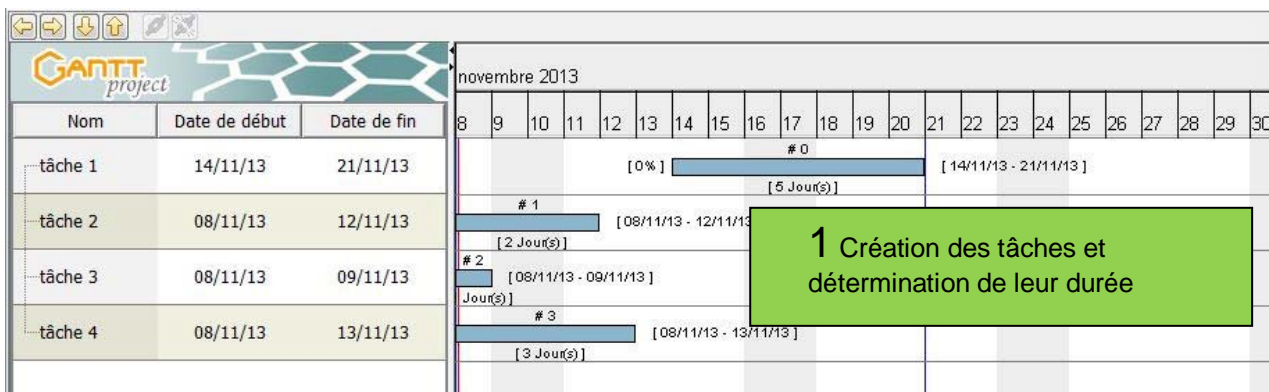 GANTT
project
novembre 2013
Nom Date de début Date de fin
8 9 10 11 12 13 14 15 16 17 18 19 20 21 22 23 24 25 26 27 28 29 30
# 0
tâche 1 14/11/13 21/11/13 [ 0% ] [ 14/11/13 - 21/11/13 ]
[ 5 Jour(s) ]
# 1
tâche 2 08/11/13 12/11/13 [ 08/11/13 - 12/11/13
[ 2 Jour(s) ]
# 2
tâche 3 08/11/13 09/11/13 [ 08/11/13 - 09/11/13 ]
Jour(s) ]
# 3
tâche 4 08/11/13 13/11/13 [ 08/11/13 - 13/11/13 ]
[ 3 Jour(s) ]
1 Création des tâches et
détermination de leur durée